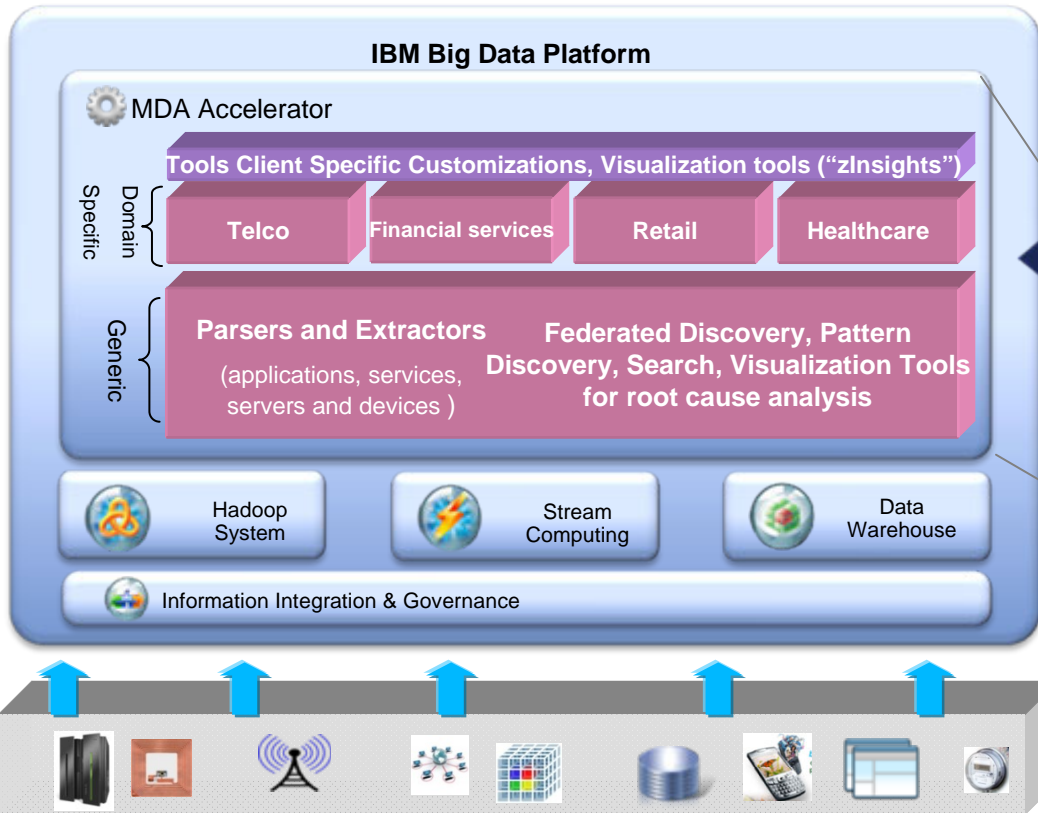 IBM Big Data Platform
MDA Accelerator
Tools Client Specific Customizations, Visualization tools (“zInsights”)
Domain
Specific
Telco
Financial services
Retail
Healthcare
Generic
Parsers and Extractors
(applications, services,
servers and devices )
Federated Discovery, Pattern
Discovery, Search, Visualization Tools
for root cause analysis
Hadoop
System
Stream
Computing
Data
Warehouse
Information Integration & Governance